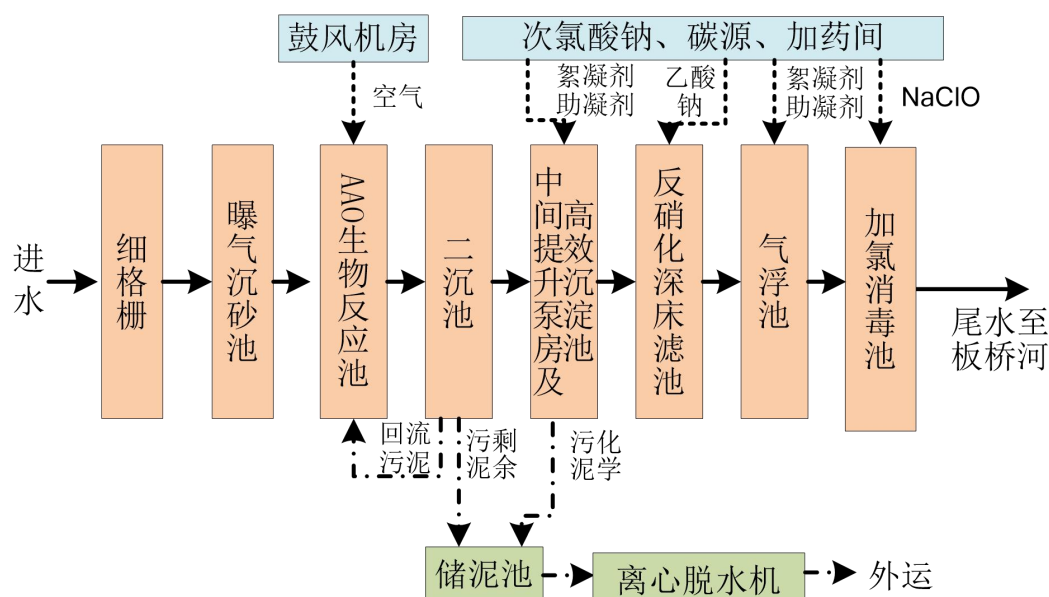 鼓风机房
次氯酸钠、碳源、加药间
空气
絮凝剂
助凝剂
乙酸
钠
絮凝剂
助凝剂
NaClO
进水
细格栅
曝气沉砂池
AAO生物反应池
二沉池
中间提升泵房及
高效沉淀池
反硝化深床滤池
气浮池
加氯消毒池
尾水至
板桥河
回流
污泥
污泥
剩余
污泥
化学
储泥池
离心脱水机
外运